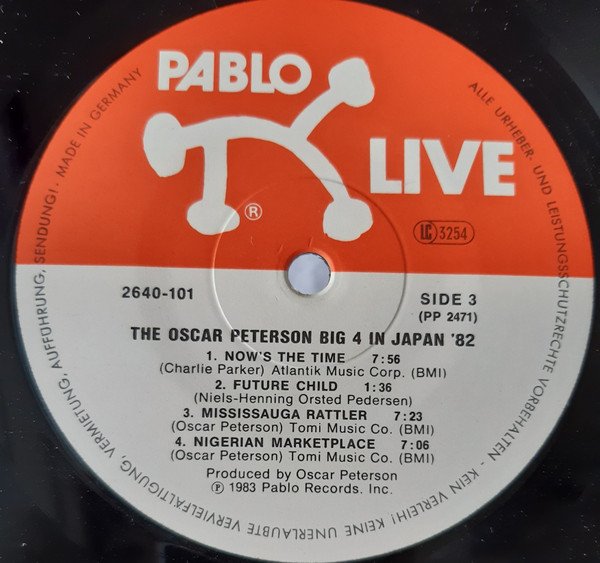 PABLO
LIVE
®
LC 3254
2640-101
SIDE 3
(PP 2471)
THE OSCAR PETERSON BIG 4 IN JAPAN '82
1. NOW'S THE TIME 7:56
(Charlie Parker) Atlantik Music Corp. (BMI)
2. FUTURE CHILD 1:36
(Niels-Henning Orsted Pedersen)
3. MISSISSAUGA RATTLER 7:23
(Oscar Peterson) Tomi Music Co. (BMI)
4. NIGERIAN MARKETPLACE 7:06
(Oscar Peterson) Tomi Music Co. (BMI)
Produced by Oscar Peterson
℗ 1983 Pablo Records. Inc.
ALLE URHEBER- UND LEISTUNGSSCHUTZRECHTE VORBEHALTEN - KEIN VERLEIH! KEINE UNERLAUBTE VERVIELFÄLTIGUNG, VERMIETUNG, AUFFÜHRUNG, SENDUNG! · MADE IN GERMANY